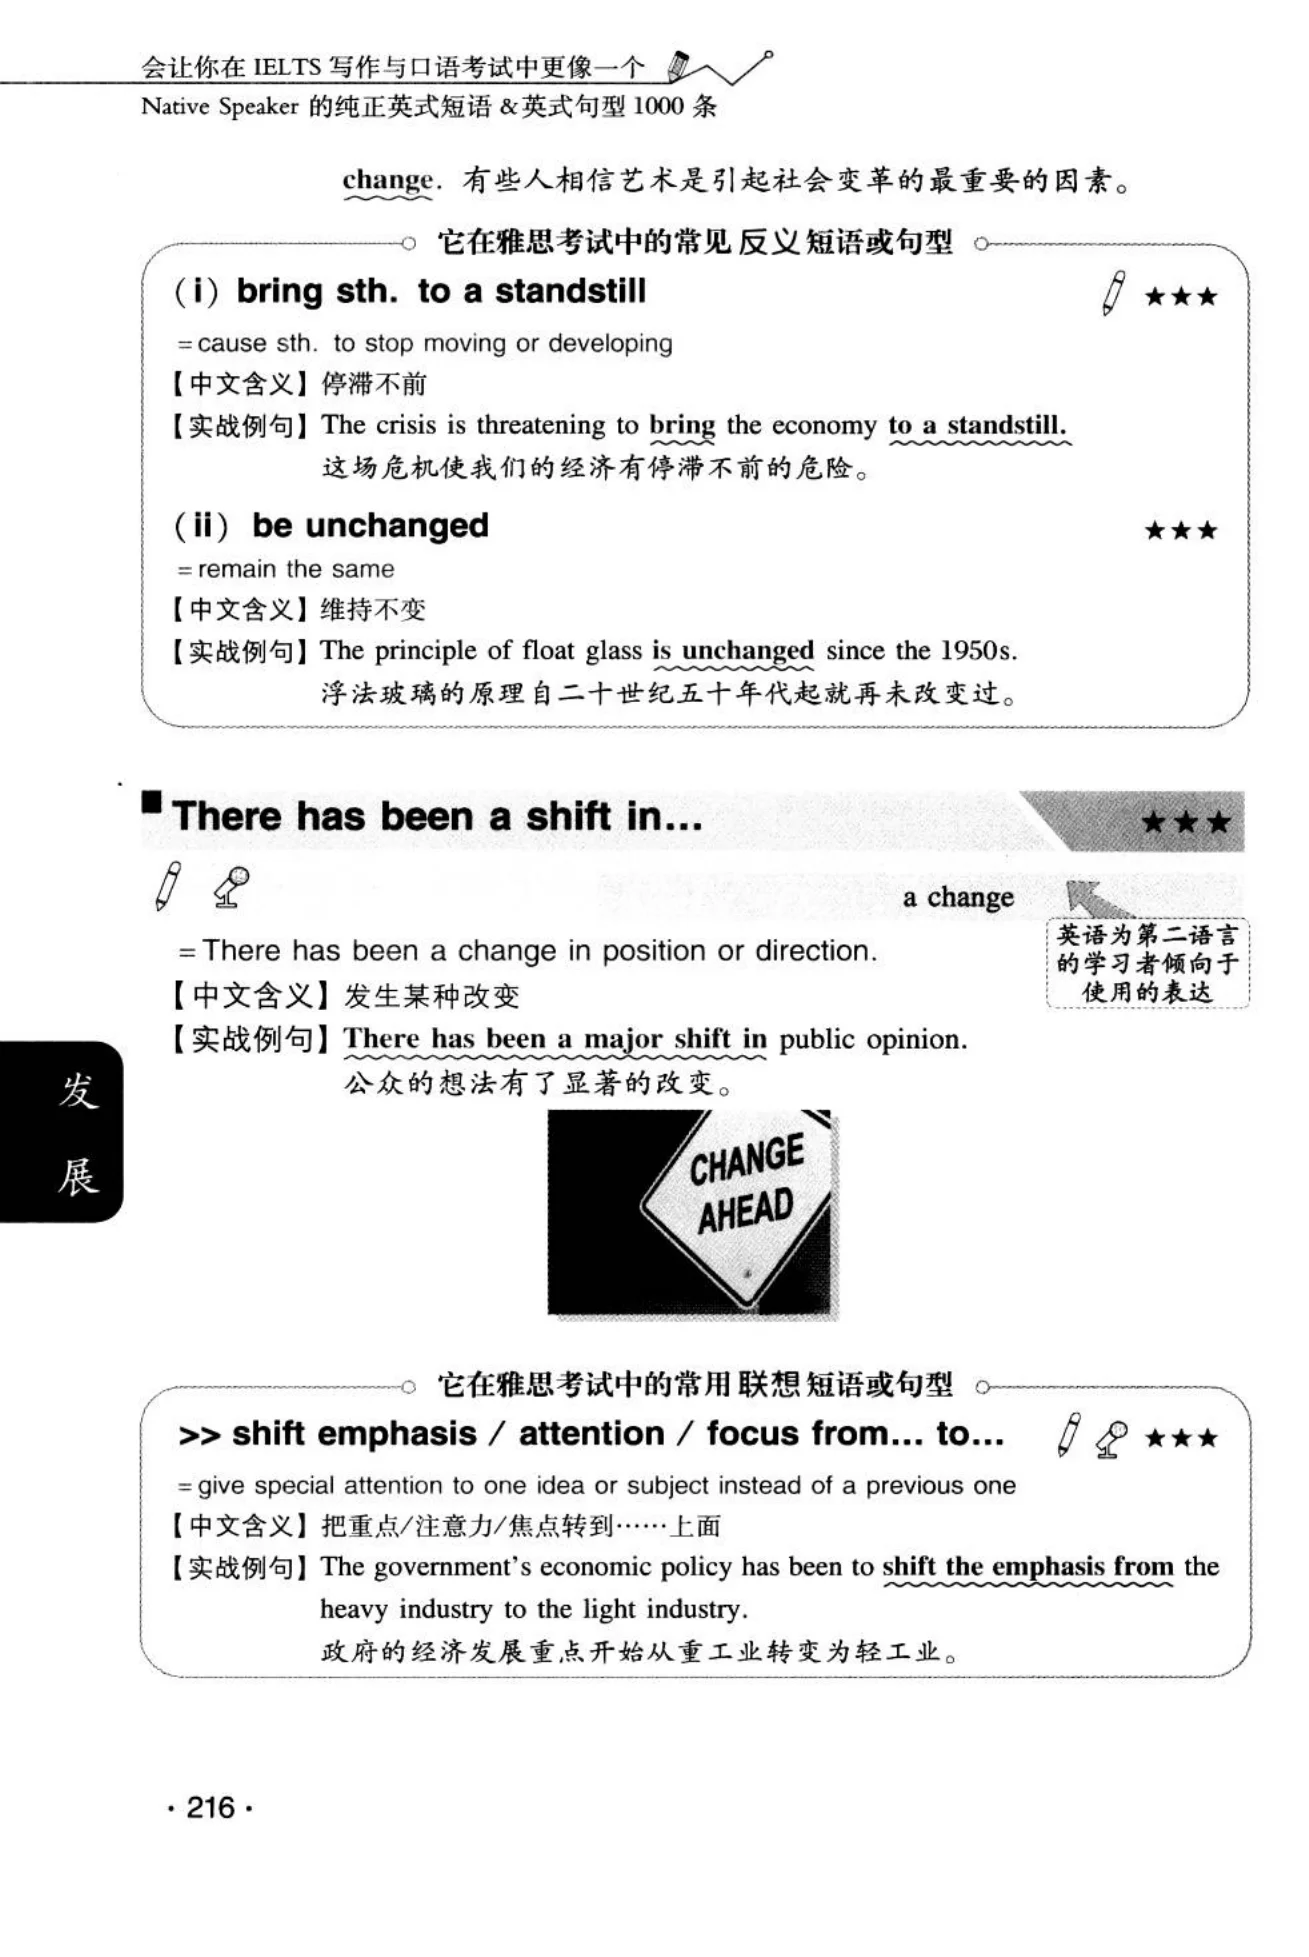 会让你在 IELTS 写作与口语考试中更像一个
Native Speaker 的纯正英式短语 & 英式句型 1000 条
change. 有些人相信艺术是引起社会变革的最重要的因素。
它在雅思考试中的常见反义短语或句型
(i) bring sth. to a standstill ★★★
=cause sth. to stop moving or developing
【中文含义】停滞不前
【实战例句】The crisis is threatening to bring the economy to a standstill.
这场危机使我们的经济有停滞不前的危险。
(ii) be unchanged ★★★
=remain the same
【中文含义】维持不变
【实战例句】The principle of float glass is unchanged since the 1950s.
浮法玻璃的原理自二十世纪五十年代起就再未改变过。
■ There has been a shift in... ★★★
a change
英语为第二语言
的学习者倾向于
使用的表达
=There has been a change in position or direction.
【中文含义】发生某种改变
【实战例句】There has been a major shift in public opinion.
公众的想法有了显著的改变。
发
展
CHANGE
AHEAD
它在雅思考试中的常用联想短语或句型
>> shift emphasis / attention / focus from... to... ★★★
=give special attention to one idea or subject instead of a previous one
【中文含义】把重点/注意力/焦点转到……上面
【实战例句】The government's economic policy has been to shift the emphasis from the
heavy industry to the light industry.
政府的经济发展重点开始从重工业转变为轻工业。
· 216 ·